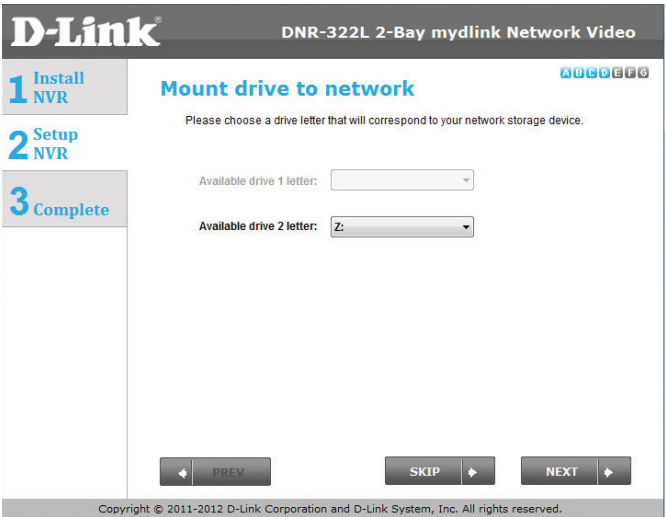 D-Link®
DNR-322L 2-Bay mydlink Network Video
1 Install
NVR
2 Setup
NVR
3 Complete
A B C D E F G
Mount drive to network
Please choose a drive letter that will correspond to your network storage device.
Available drive 1 letter:
Available drive 2 letter: Z:
PREV
SKIP
NEXT
Copyright © 2011-2012 D-Link Corporation and D-Link System, Inc. All rights reserved.